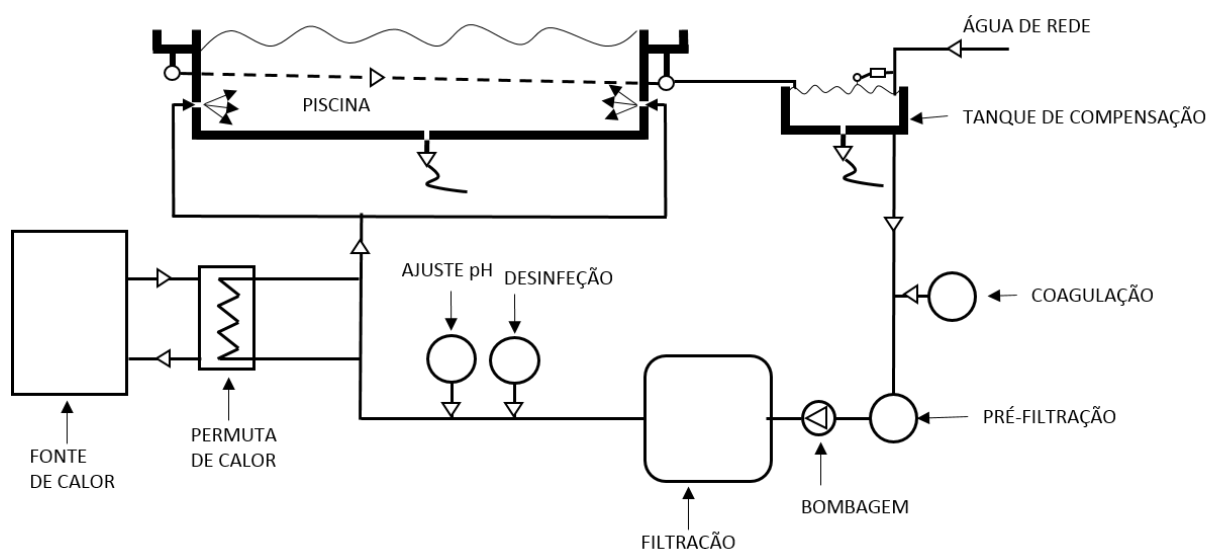 ÁGUA DE REDE
PISCINA
TANQUE DE COMPENSAÇÃO
AJUSTE pH
DESINFEÇÃO
COAGULAÇÃO
PRÉ-FILTRAÇÃO
PERMUTA
DE CALOR
FONTE
DE CALOR
BOMBAGEM
FILTRAÇÃO